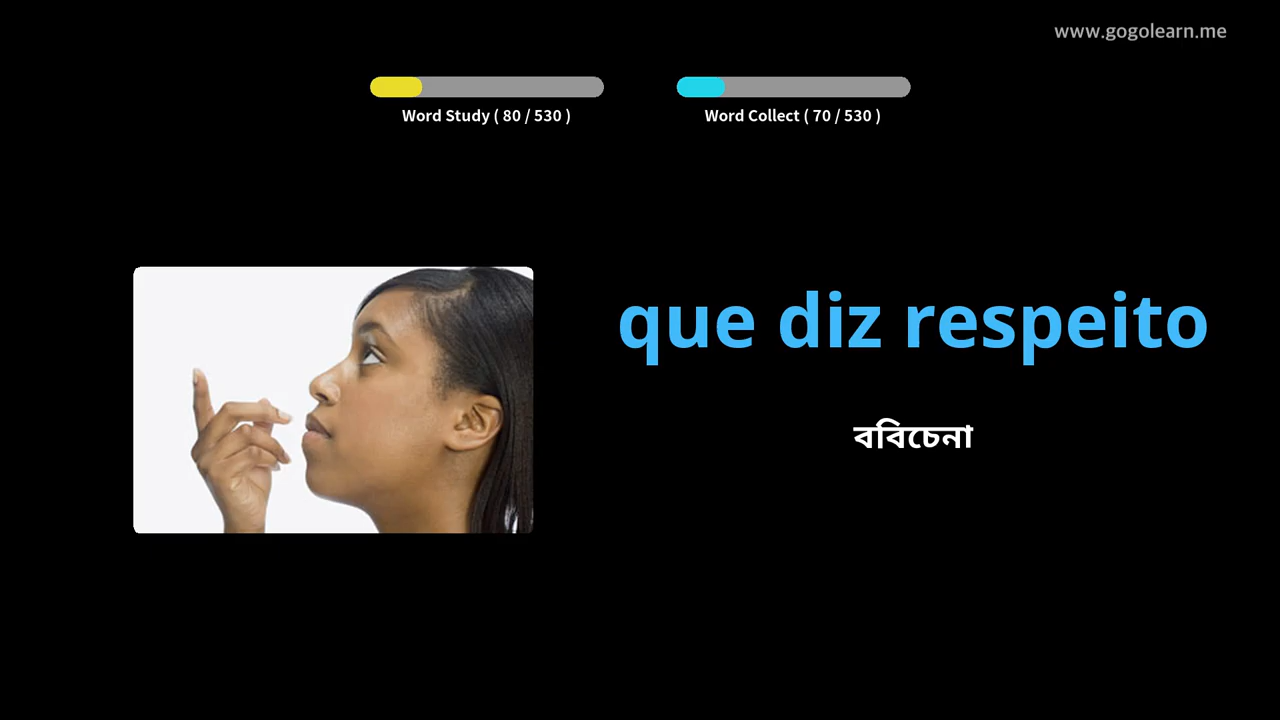 www.gogolearn.me
Word Study ( 80 / 530 )
Word Collect ( 70 / 530 )
que diz respeito
ববিচেনা